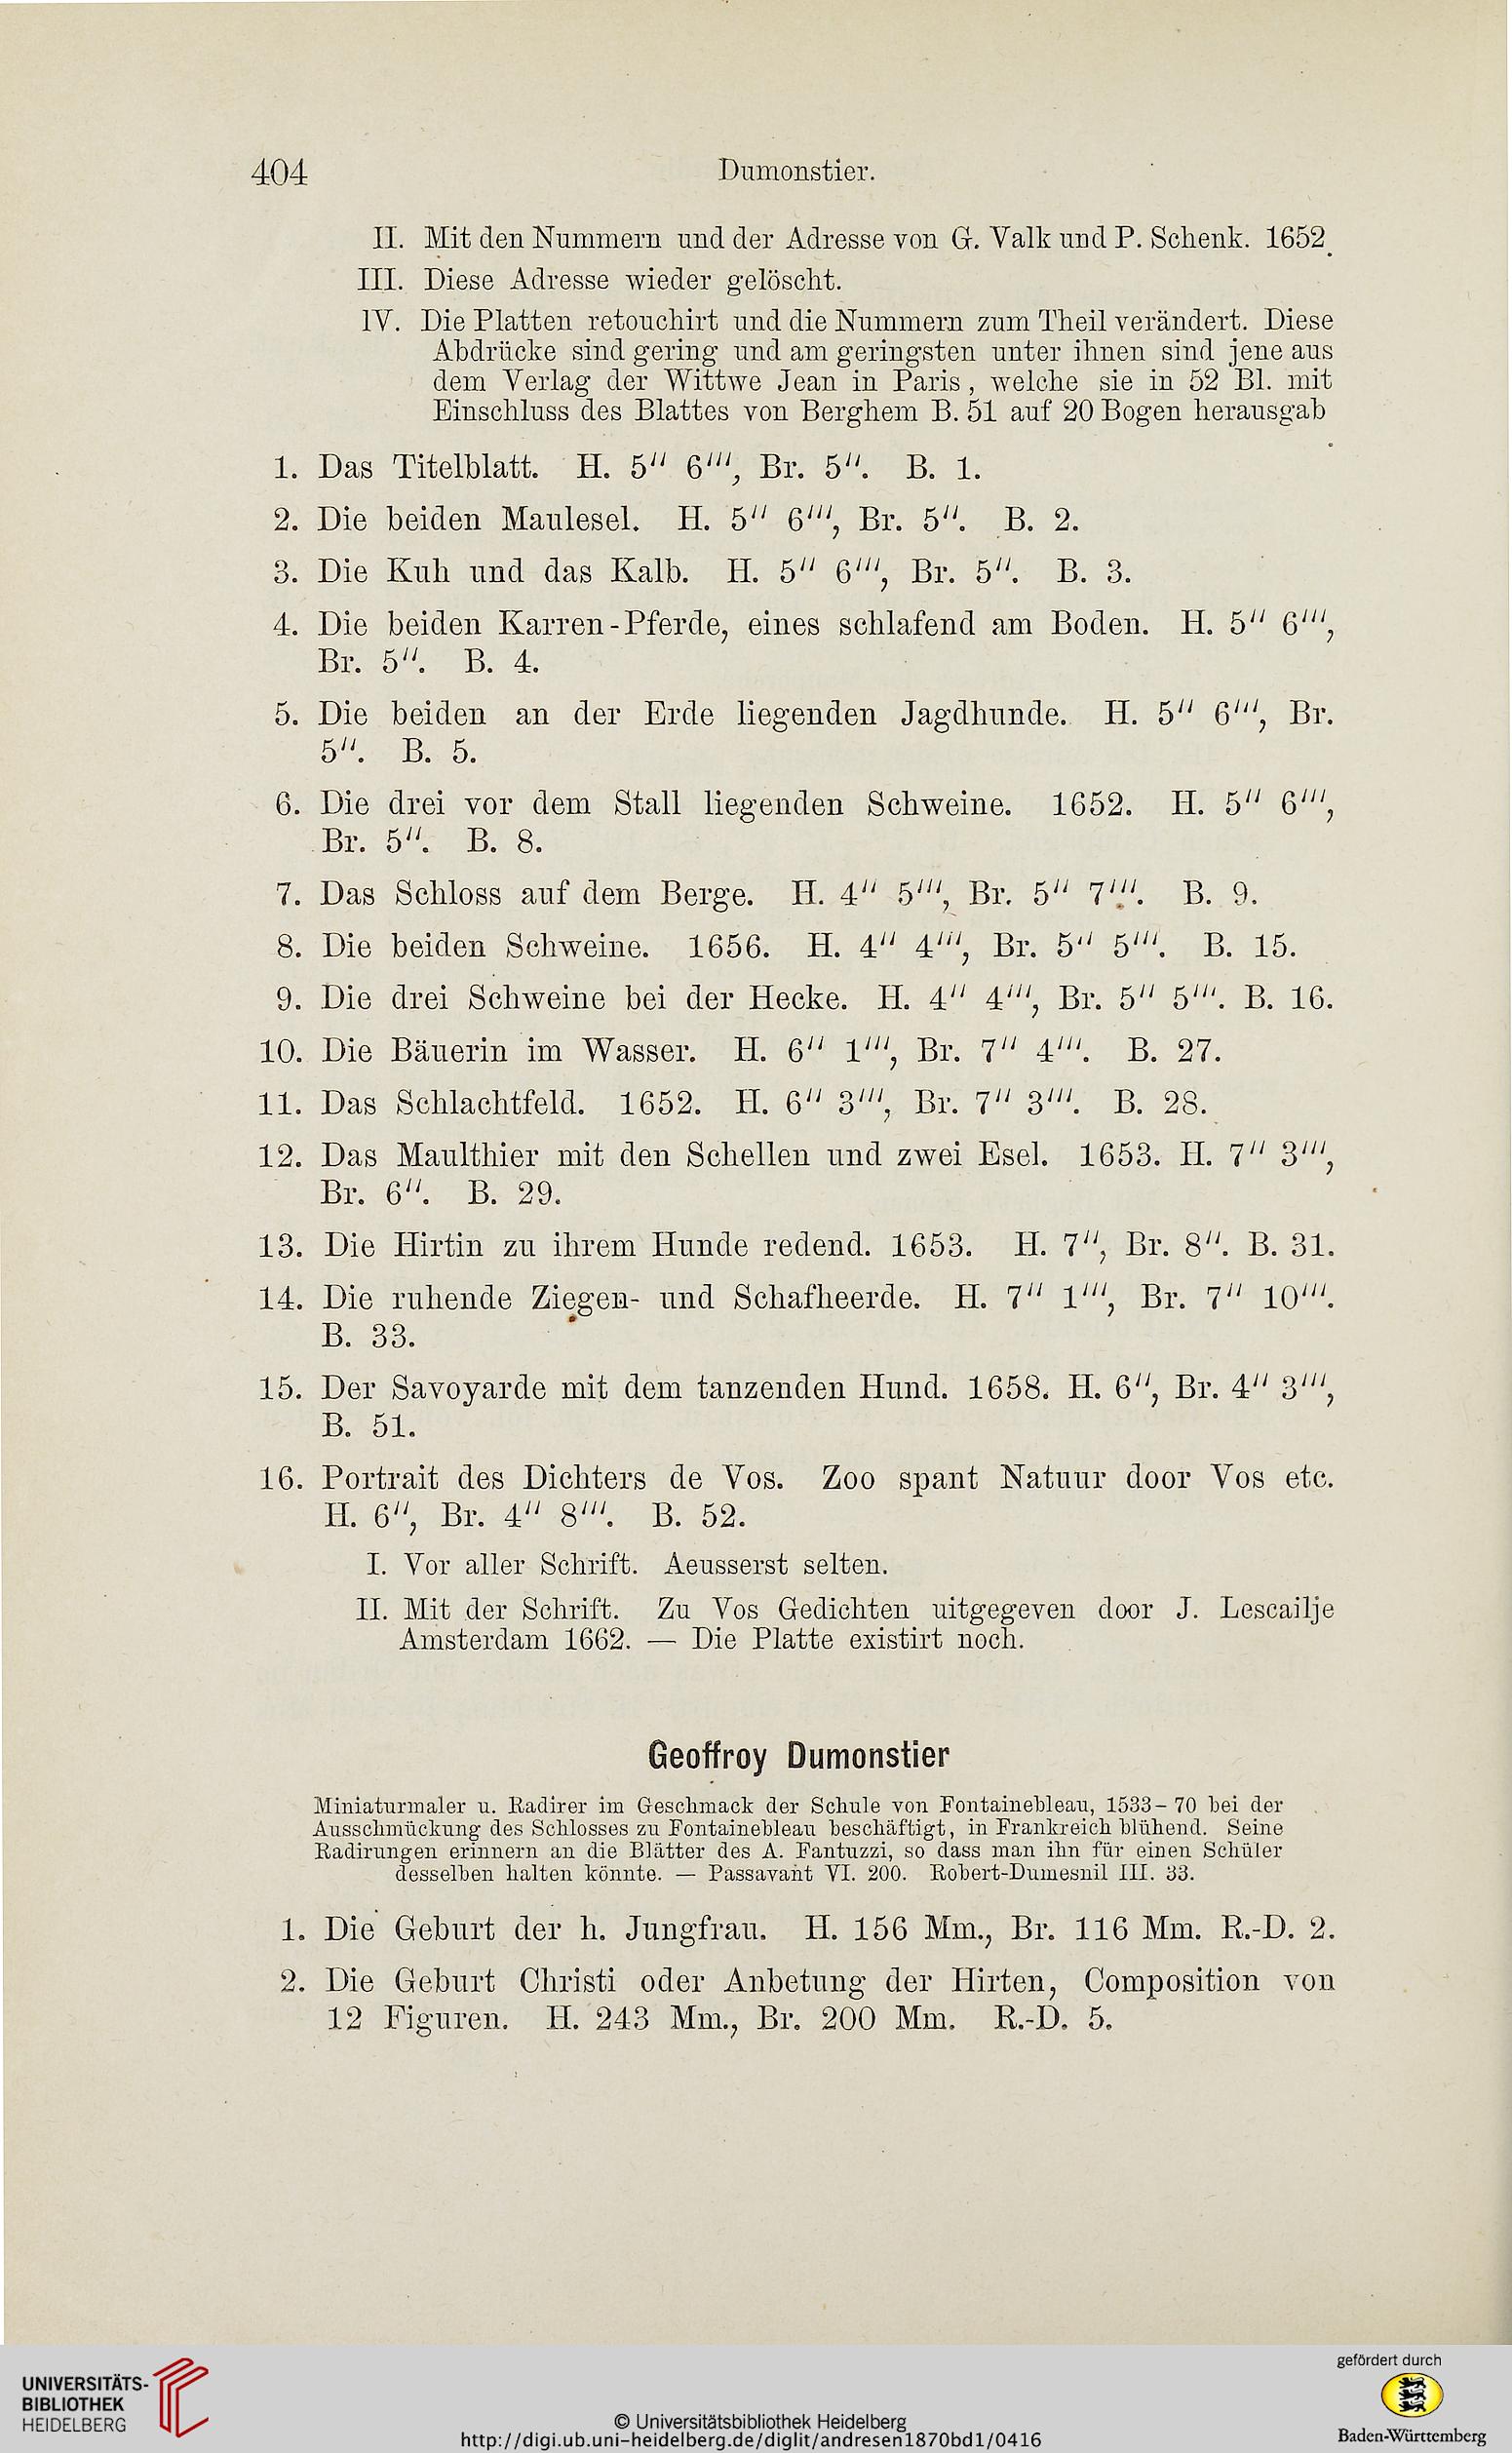 404 Dumonstier.
II. Mit den Nummern und der Adresse von G. Valk und P. Schenk. 1652.
III. Diese Adresse wieder gelöscht.
IV. Die Platten retouchirt und die Nummern zum Theil verändert. Diese
Abdrücke sind gering und am geringsten unter ihnen sind jene aus
dem Verlag der Wittwe Jean in Paris, welche sie in 52 Bl. mit
Einschluss des Blattes von Berghem B. 51 auf 20 Bogen herausgab
1. Das Titelblatt. H. 5″ 6‴, Br. 5″. B. 1.
2. Die beiden Maulesel. H. 5″ 6‴, Br. 5″. B. 2.
3. Die Kuh und das Kalb. H. 5″ 6‴, Br. 5″. B. 3.
4. Die beiden Karren-Pferde, eines schlafend am Boden. H. 5″ 6‴,
Br. 5″. B. 4.
5. Die beiden an der Erde liegenden Jagdhunde. H. 5″ 6‴, Br.
5″. B. 5.
6. Die drei vor dem Stall liegenden Schweine. 1652. H. 5″ 6‴,
Br. 5″. B. 8.
7. Das Schloss auf dem Berge. H. 4″ 5‴, Br. 5″ 7‴. B. 9.
8. Die beiden Schweine. 1656. H. 4″ 4‴, Br. 5″ 5‴. B. 15.
9. Die drei Schweine bei der Hecke. H. 4″ 4‴, Br. 5″ 5‴. B. 16.
10. Die Bäuerin im Wasser. H. 6″ 1‴, Br. 7″ 4‴. B. 27.
11. Das Schlachtfeld. 1652. H. 6″ 3‴, Br. 7″ 3‴. B. 28.
12. Das Maulthier mit den Schellen und zwei Esel. 1653. H. 7″ 3‴,
Br. 6″. B. 29.
13. Die Hirtin zu ihrem Hunde redend. 1653. H. 7″, Br. 8″. B. 31.
14. Die ruhende Ziegen- und Schafheerde. H. 7″ 1‴, Br. 7″ 10‴.
B. 33.
15. Der Savoyarde mit dem tanzenden Hund. 1658. H. 6″, Br. 4″ 3‴,
B. 51.
16. Portrait des Dichters de Vos. Zoo spant Natuur door Vos etc.
H. 6″, Br. 4″ 8‴. B. 52.
I. Vor aller Schrift. Aeusserst selten.
II. Mit der Schrift. Zu Vos Gedichten uitgegeven door J. Lescailje
Amsterdam 1662. — Die Platte existirt noch.
Geoffroy Dumonstier
Miniaturmaler u. Radirer im Geschmack der Schule von Fontainebleau, 1533–70 bei der
Ausschmückung des Schlosses zu Fontainebleau beschäftigt, in Frankreich blühend. Seine
Radirungen erinnern an die Blätter des A. Fantuzzi, so dass man ihn für einen Schüler
desselben halten könnte. — Passavant VI. 200. Robert-Dumesnil III. 33.
1. Die Geburt der h. Jungfrau. H. 156 Mm., Br. 116 Mm. R.-D. 2.
2. Die Geburt Christi oder Anbetung der Hirten, Composition von
12 Figuren. H. 243 Mm., Br. 200 Mm. R.-D. 5.
UNIVERSITÄTS-
BIBLIOTHEK
HEIDELBERG
© Universitätsbibliothek Heidelberg
http://digi.ub.uni-heidelberg.de/diglit/andresen1870bd1/0416
gefördert durch
Baden-Württemberg